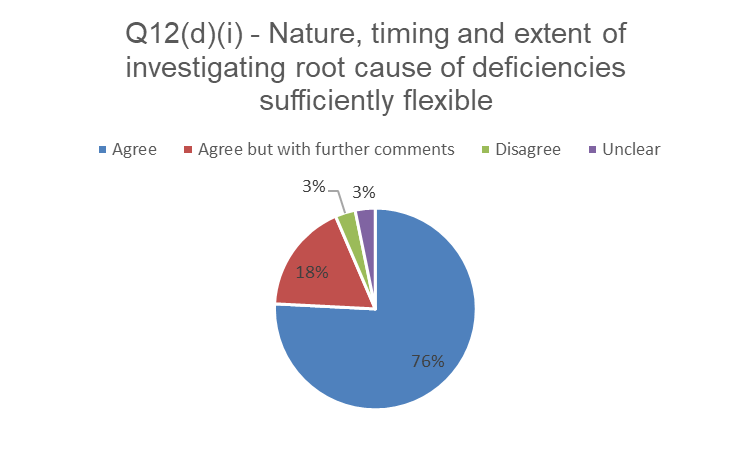 Q12(d)(i) - Nature, timing and extent of
investigating root cause of deficiencies
sufficiently flexible
Agree Agree but with further comments Disagree Unclear
3% 3%
18%
76%